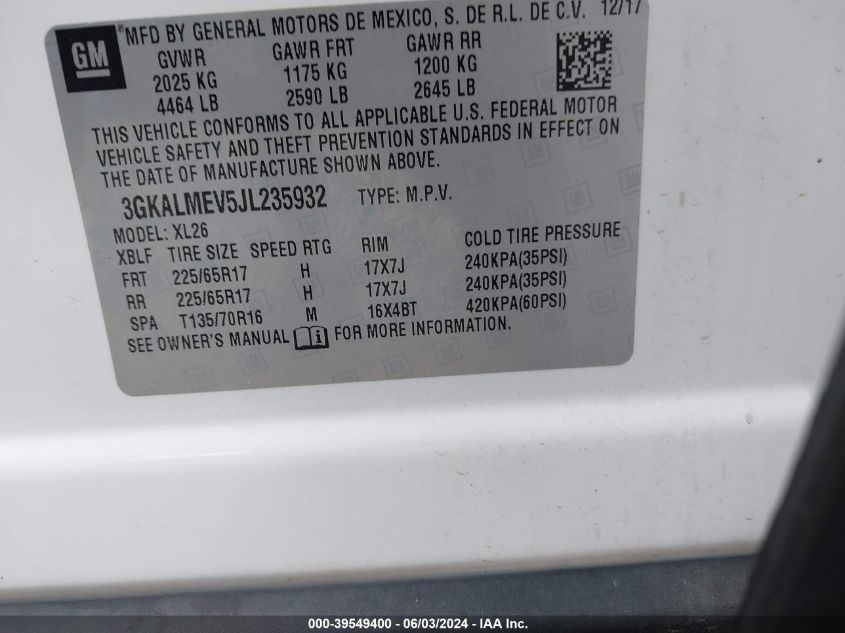 GM
®MFD BY GENERAL MOTORS DE MEXICO, S. DE R.L. DE C.V. 12/17
GVWR GAWR FRT GAWR RR
2025 KG 1175 KG 1200 KG
4464 LB 2590 LB 2645 LB
THIS VEHICLE CONFORMS TO ALL APPLICABLE U.S. FEDERAL MOTOR
VEHICLE SAFETY AND THEFT PREVENTION STANDARDS IN EFFECT ON
THE DATE OF MANUFACTURE SHOWN ABOVE.
3GKALMEV5JL235932 TYPE: M.P.V.
MODEL: XL26
XBLF TIRE SIZE SPEED RTG RIM COLD TIRE PRESSURE
FRT 225/65R17 H 17X7J 240KPA(35PSI)
RR 225/65R17 H 17X7J 240KPA(35PSI)
SPA T135/70R16 M 16X4BT 420KPA(60PSI)
SEE OWNER'S MANUAL FOR MORE INFORMATION.
000-39549400 - 06/03/2024 - IAAI Inc.